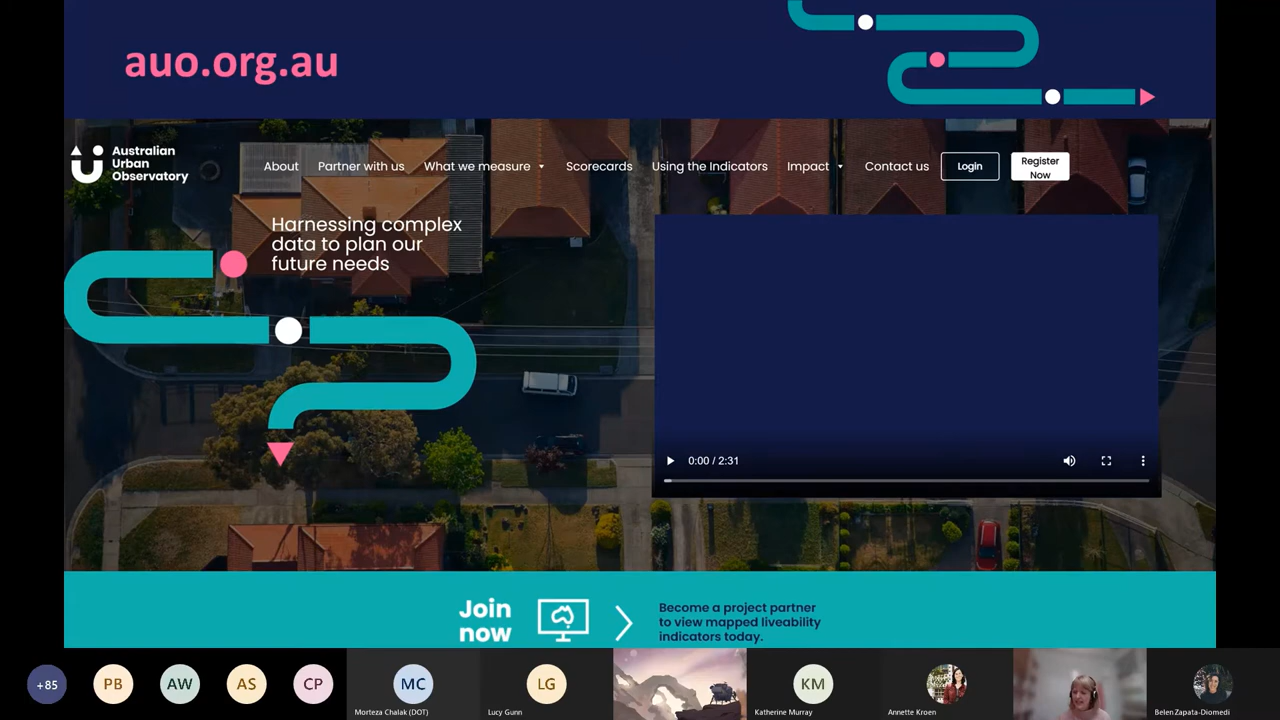 auo.org.au
Australian
Urban
Observatory
About
Partner with us
What we measure
Scorecards
Using the Indicators
Impact
Contact us
Login
Register
Now
Harnessing complex
data to plan our
future needs
0:00 / 2:31
Join
now
Become a project partner
to view mapped liveability
indicators today.
+85
PB
AW
AS
CP
MC
Morteza Chalak (DOT)
LG
Lucy Gunn
KM
Katherine Murray
Annette Kroen
Belen Zapata-Diomedi